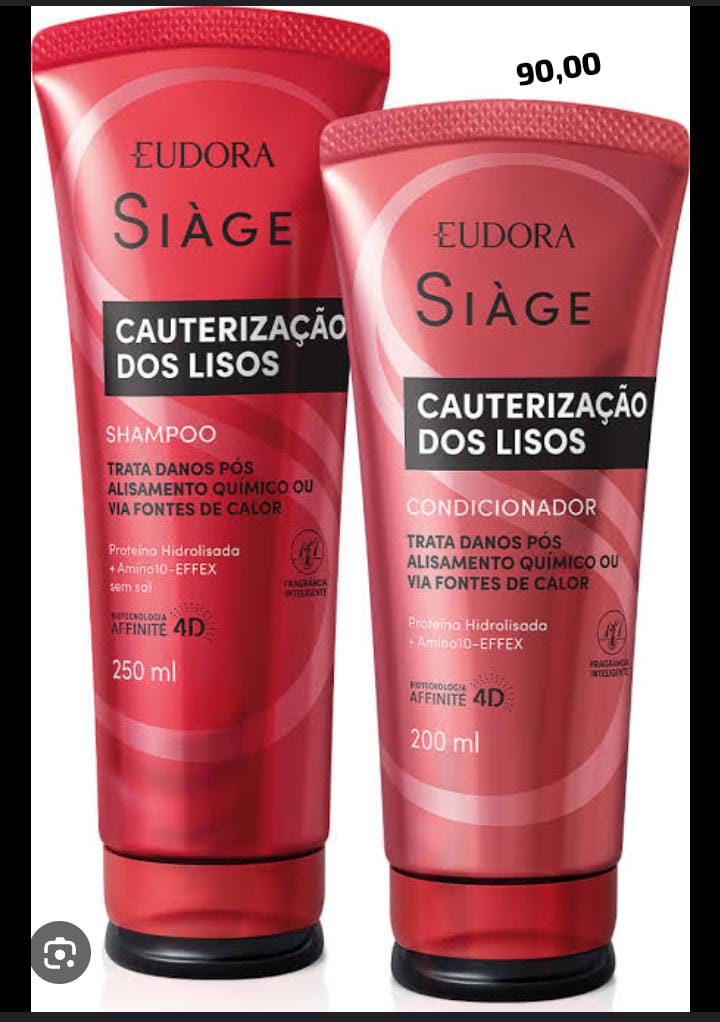 90,00
EUDORA
SIÀGE
CAUTERIZAÇÃO
DOS LISOS
SHAMPOO
TRATA DANOS PÓS
ALISAMENTO QUÍMICO OU
VIA FONTES DE CALOR
Proteína Hidrolisada
+Amino10-EFFEX
sem sal
FRAGRÂNCIA
INTELIGENTE
BIOTECNOLOGIA
AFFINITÉ 4D
250 ml
EUDORA
SIÀGE
CAUTERIZAÇÃO
DOS LISOS
CONDICIONADOR
TRATA DANOS PÓS
ALISAMENTO QUÍMICO OU
VIA FONTES DE CALOR
Proteína Hidrolisada
+Amino10-EFFEX
FRAGRÂNCIA
INTELIGENTE
BIOTECNOLOGIA
AFFINITÉ 4D
200 ml